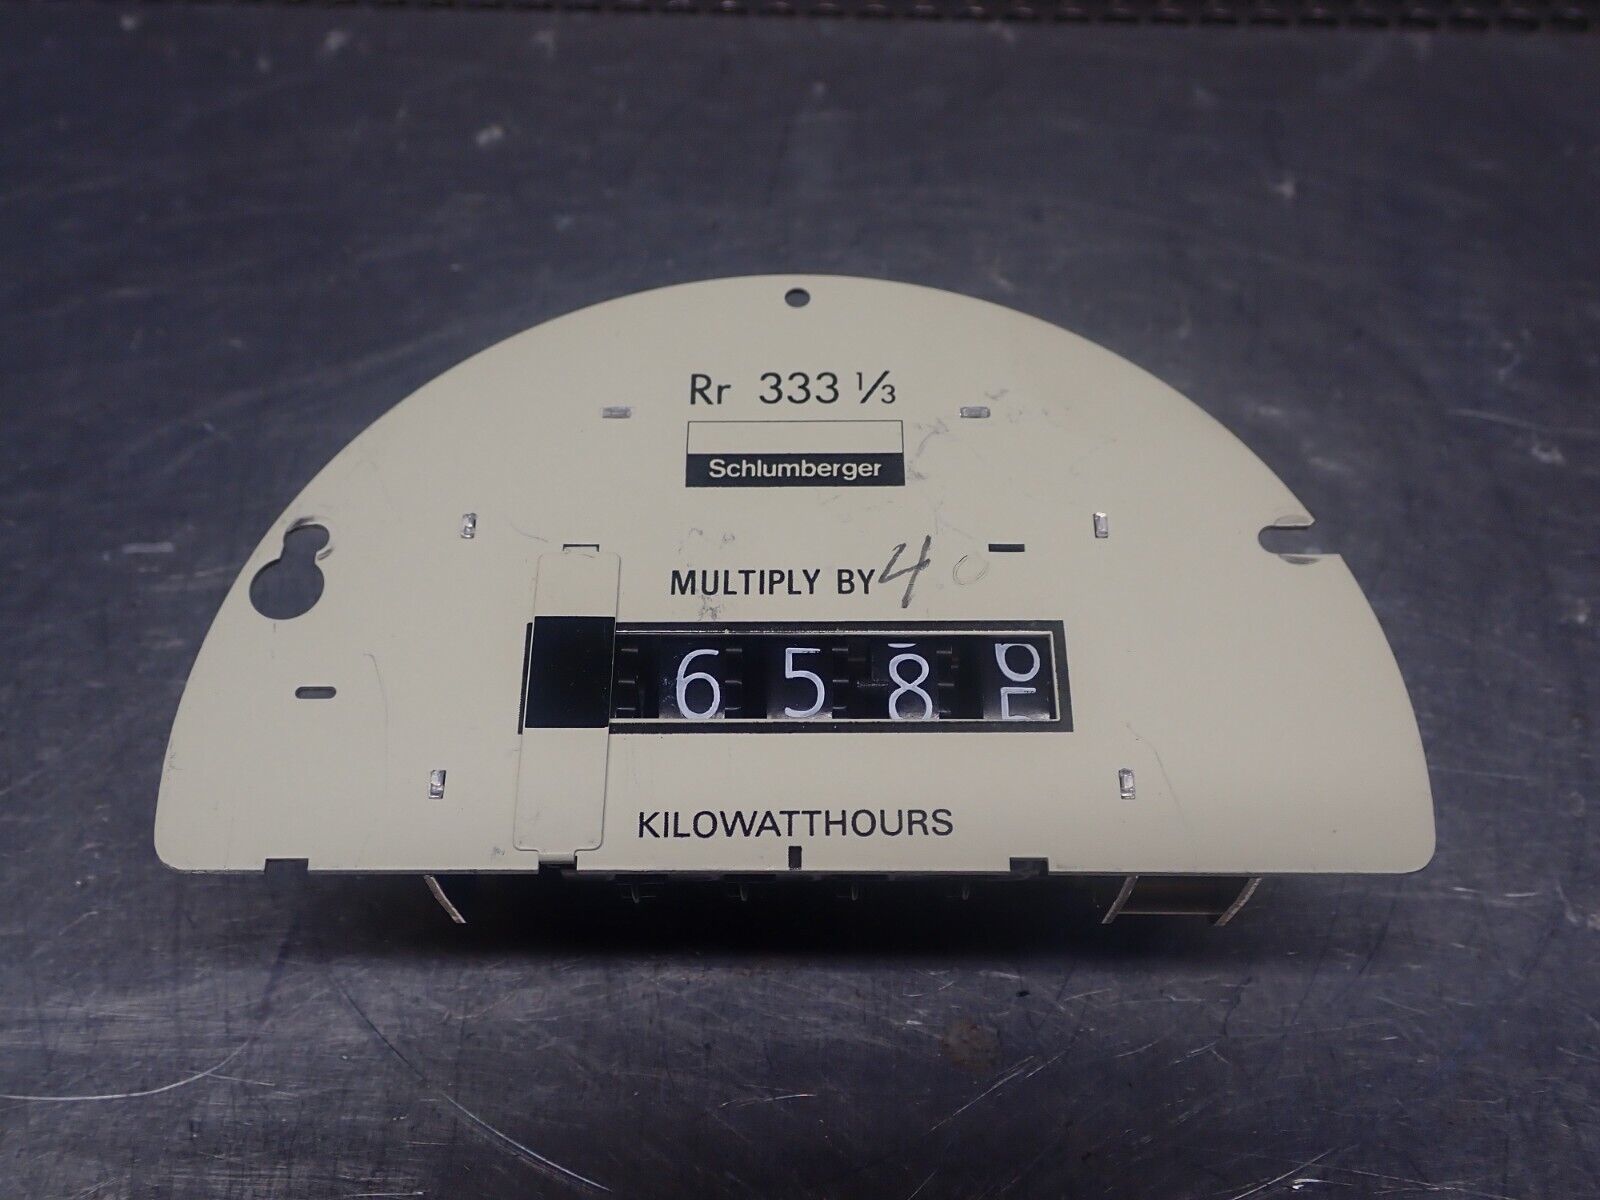 Rr 333 1/3
Schlumberger
MULTIPLY BY 40
658
KILOWATTHOURS